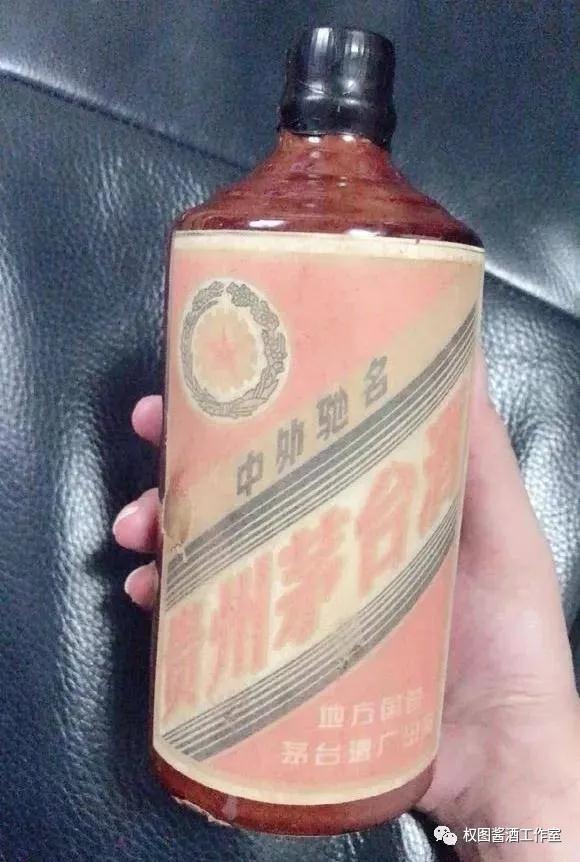 中外驰名
贵州茅台酒
地方国营
茅台酒厂出
权图酱酒工作室